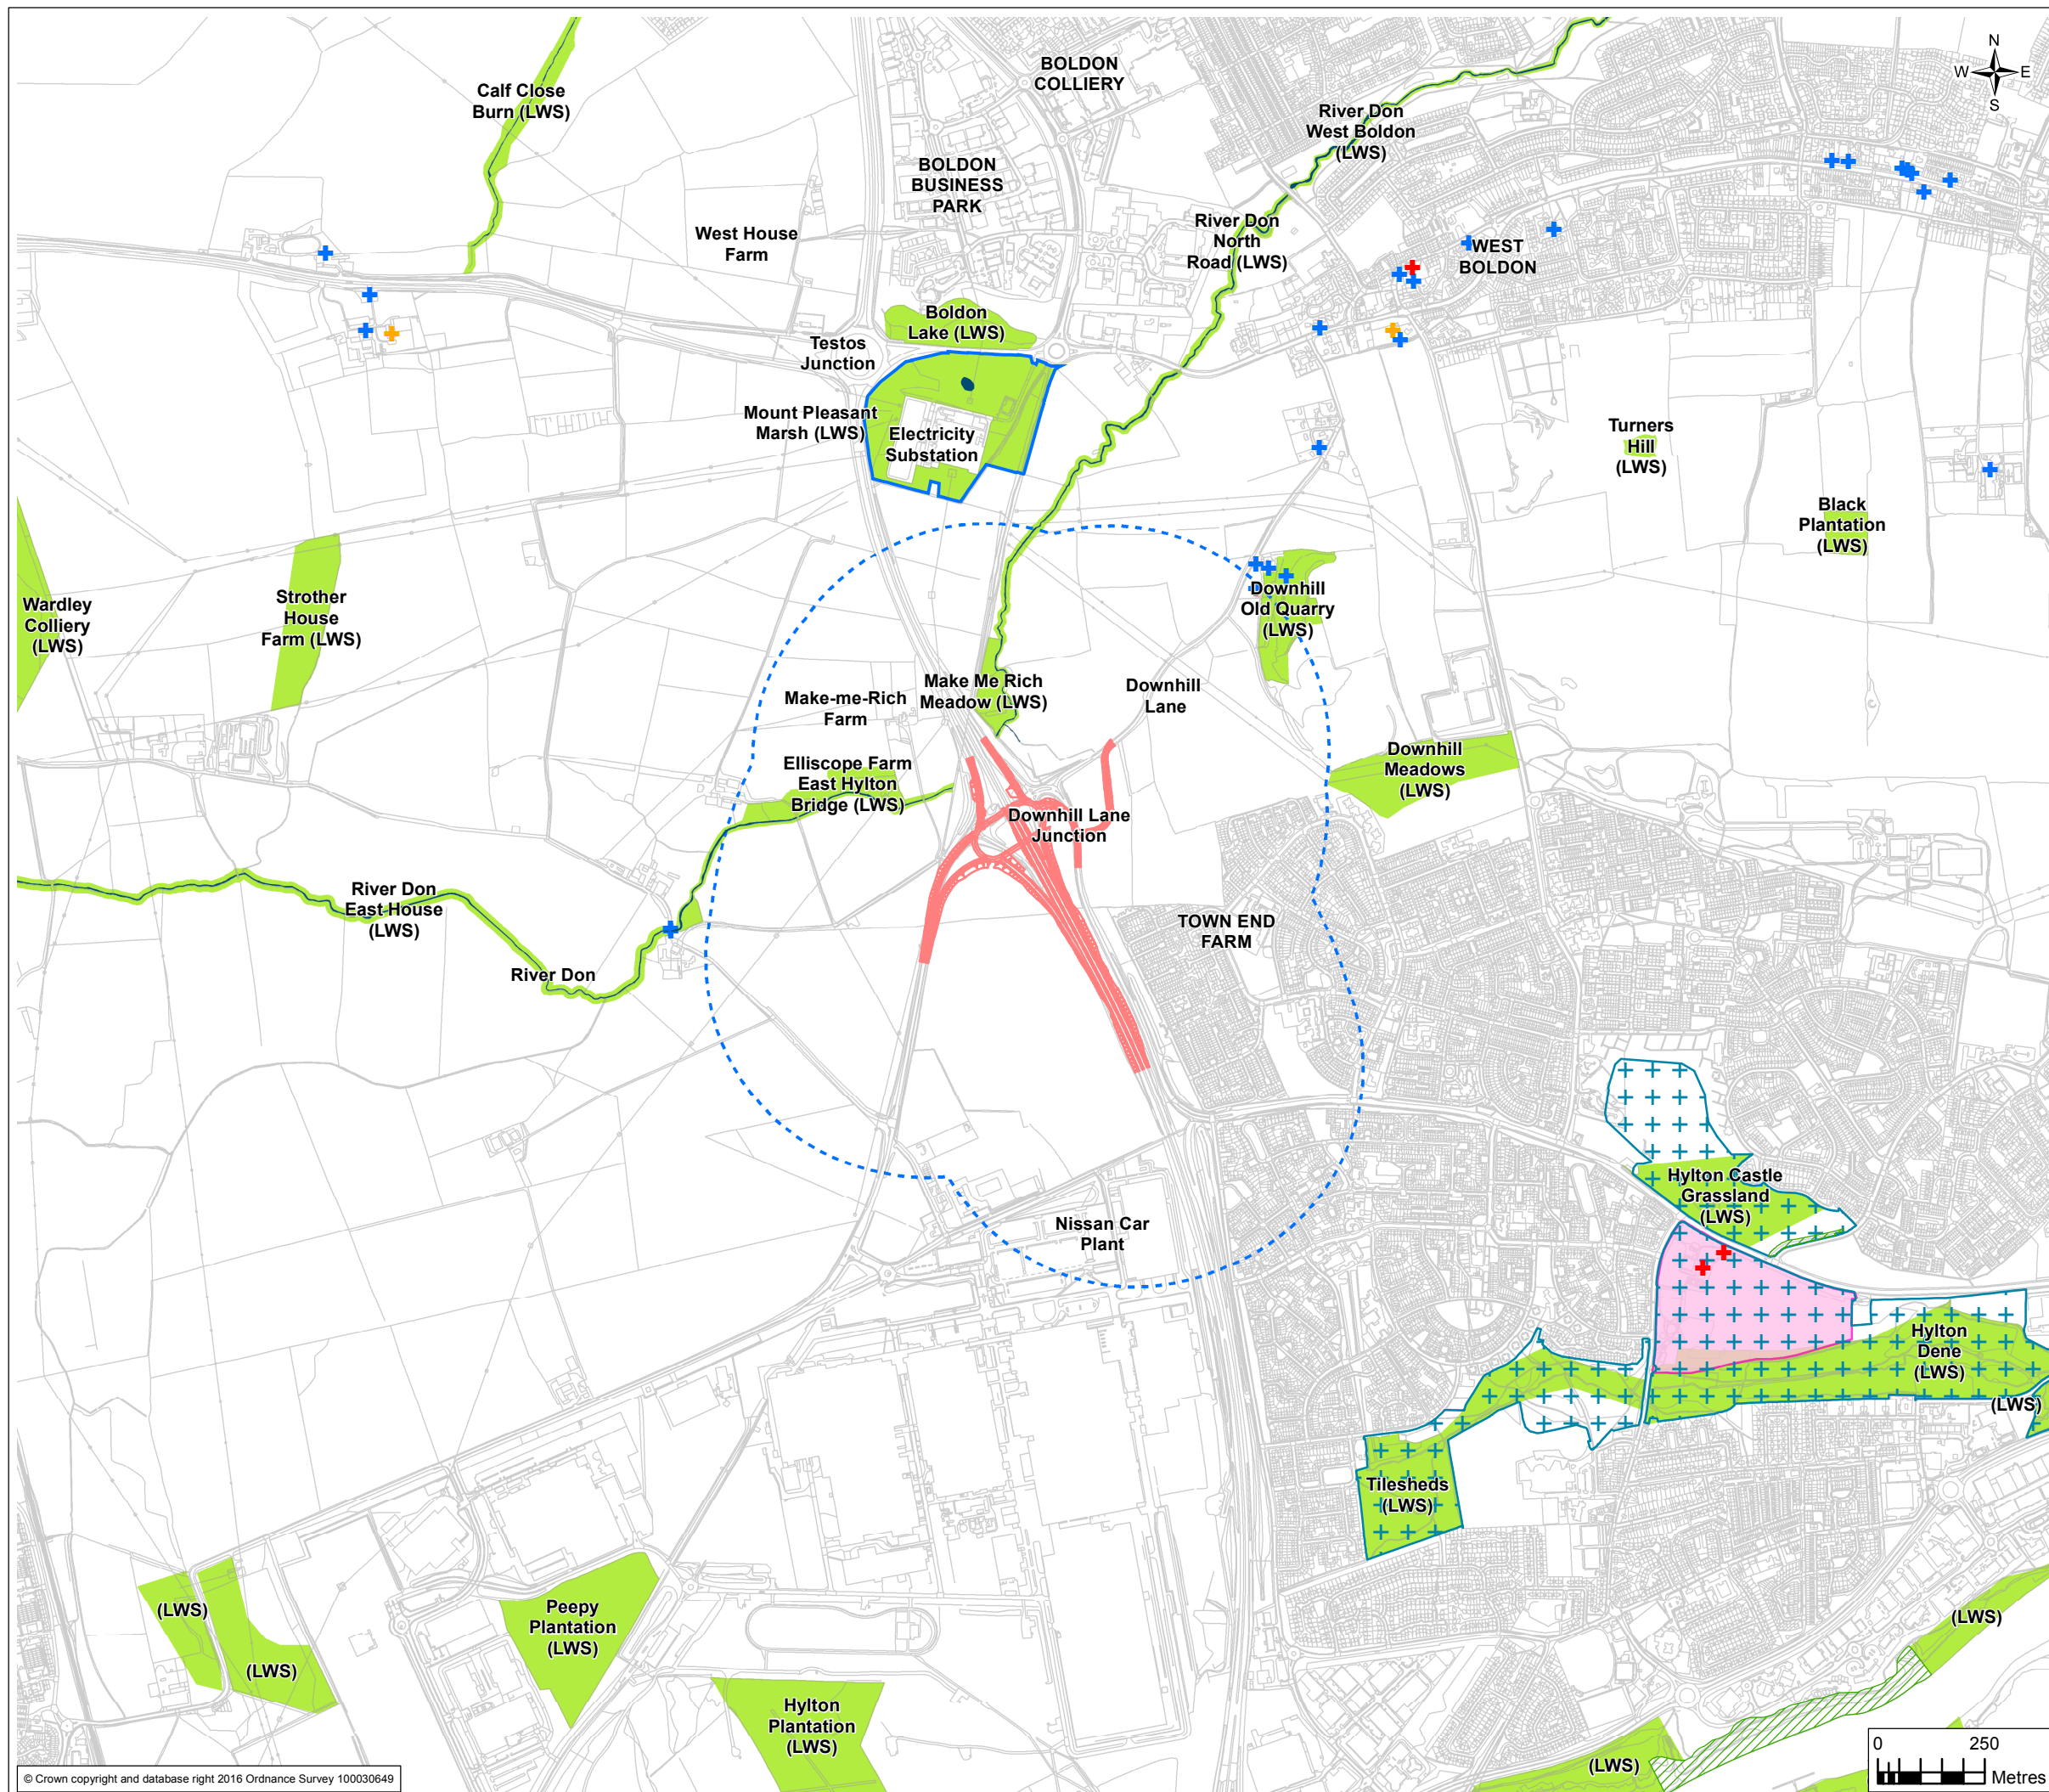 BOLDON
COLLIERY
N
W
E
S
Calf Close
Burn (LWS)
River Don
West Boldon
(LWS)
BOLDON
BUSINESS
PARK
River Don
North
Road (LWS)
West House
Farm
WEST
BOLDON
Boldon
Lake (LWS)
Testos
Junction
Mount Pleasant
Marsh (LWS)
Electricity
Substation
Turners
Hill
(LWS)
Black
Plantation
(LWS)
Wardley
Colliery
(LWS)
Strother
House
Farm (LWS)
Downhill
Old Quarry
(LWS)
Make Me Rich
Meadow (LWS)
Downhill
Lane
Make-me-Rich
Farm
Elliscope Farm
East Hylton
Bridge (LWS)
Downhill
Meadows
(LWS)
Downhill Lane
Junction
River Don
East House
(LWS)
TOWN END
FARM
River Don
Hylton Castle
Grassland
(LWS)
Nissan Car
Plant
Hylton
Dene
(LWS)
(LWS)
Tilesheds
(LWS)
(LWS)
Peepy
Plantation
(LWS)
(LWS)
(LWS)
Hylton
Plantation
(LWS)
(LWS)
0 250
Metres
© Crown copyright and database right 2016 Ordnance Survey 100030649